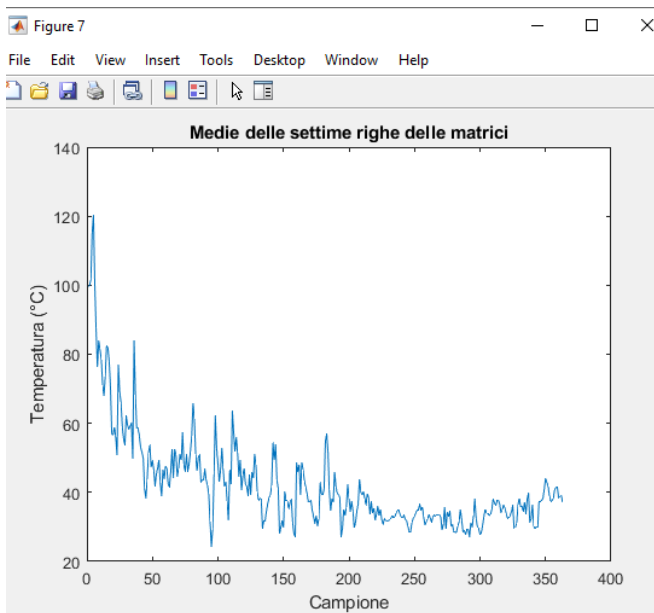 Figure 7
File Edit View Insert Tools Desktop Window Help
Medie delle settime righe delle matrici
140
120
100
80
60
40
20
Temperatura (°C)
0 50 100 150 200 250 300 350 400
Campione